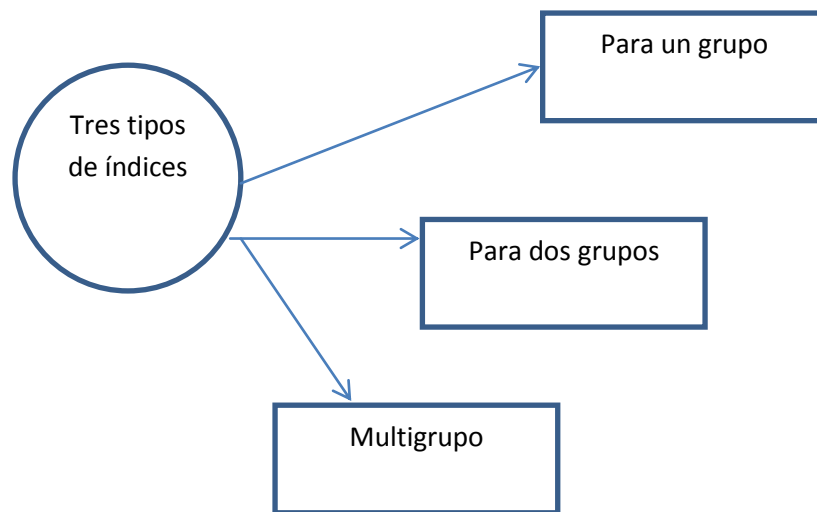 Tres tipos
de índices
Para un grupo
Para dos grupos
Multigrupo